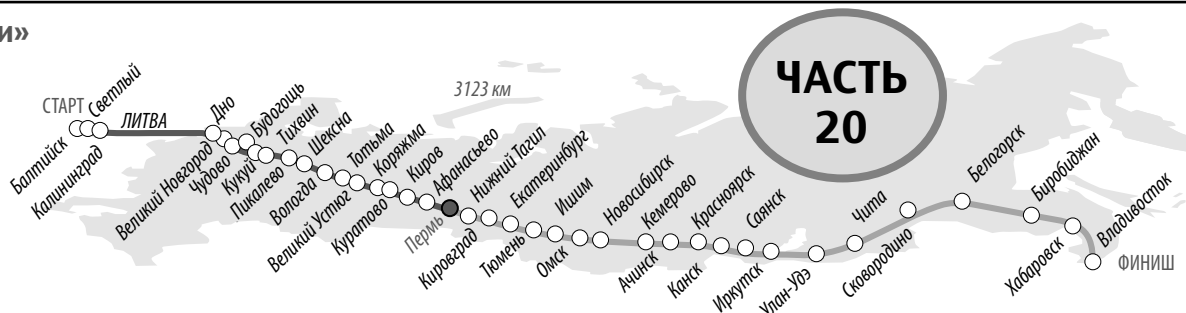 и»
ЧАСТЬ
20
3123 км
СТАРТ
Светлый
ЛИТВА
Дно
Будогощь
Тихвин
Шексна
Тотьма
Коряжма
Киров
Афанасьево
Нижний Тагил
Екатеринбург
Ишим
Новосибирск
Кемерово
Красноярск
Саянск
Чита
Белогорск
Биробиджан
Владивосток
Балтийск
Калининград
Великий Новгород
Чудово
Кукуй
Пикалево
Вологда
Великий Устюг
Куратово
Пермь
Кировград
Тюмень
Омск
Ачинск
Канск
Иркутск
Улан-Удэ
Сковородино
Хабаровск
ФИНИШ